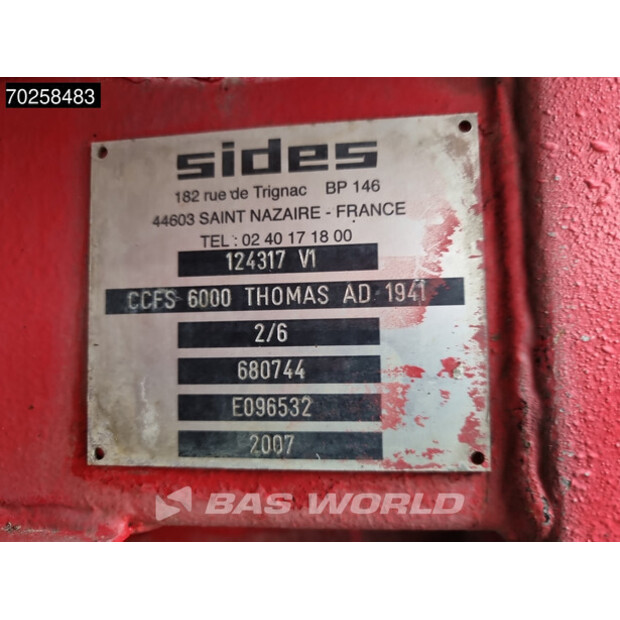 70258483
sides
182 rue de Trignac BP 146
44603 SAINT NAZAIRE - FRANCE
TEL : 02 40 17 18 00
124317 V1
CCFS 6000 THOMAS AD 1941
2/6
680744
E096532
2007
BAS WORLD